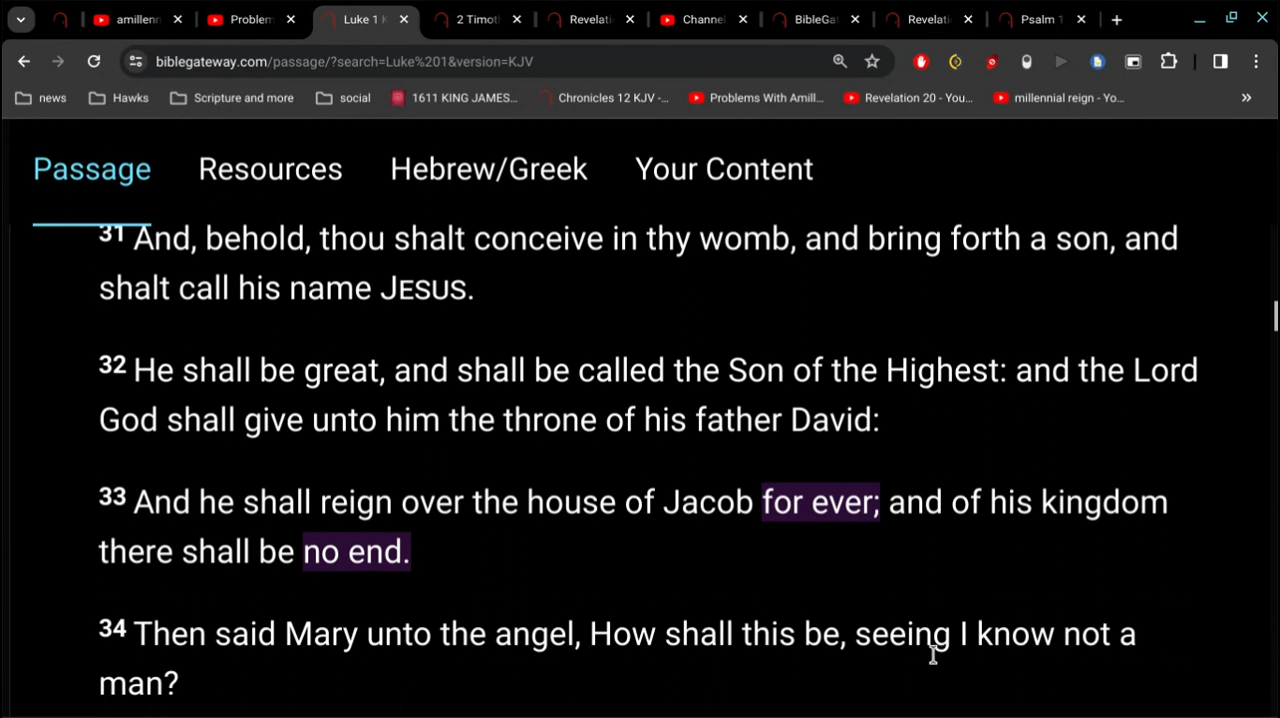 amillenn
Problem
Luke 1 K
2 Timoti
Revelati
Channel
BibleGat
Revelati
Psalm 1
biblegateway.com/passage/?search=Luke%201&version=KJV
news
Hawks
Scripture and more
social
1611 KING JAMES...
Chronicles 12 KJV -...
Problems With Amill...
Revelation 20 - You...
millennial reign - Yo...
Passage Resources Hebrew/Greek Your Content
31 And, behold, thou shalt conceive in thy womb, and bring forth a son, and
shalt call his name JESUS.
32 He shall be great, and shall be called the Son of the Highest: and the Lord
God shall give unto him the throne of his father David:
33 And he shall reign over the house of Jacob for ever; and of his kingdom
there shall be no end.
34 Then said Mary unto the angel, How shall this be, seeing I know not a
man?